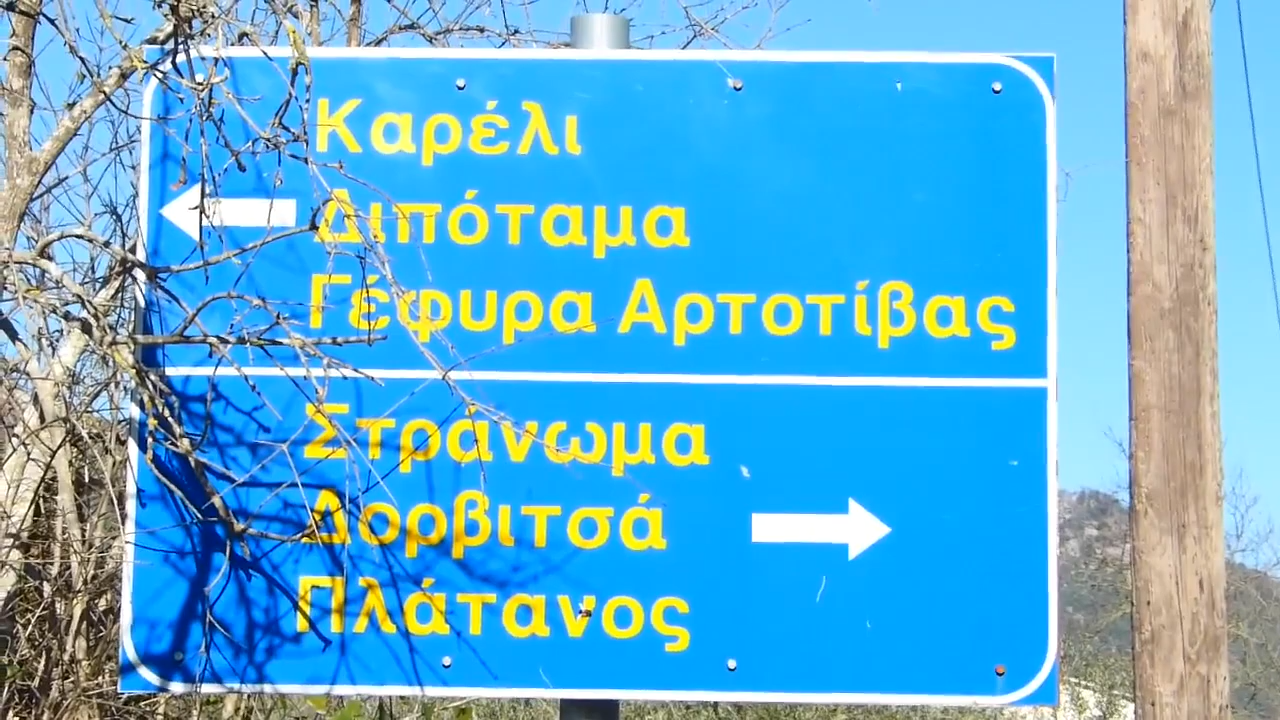 Καρέλι
Διπόταμα
Γέφυρα Αρτοτίβας
Στράνωμα
Δορβιτσά
Πλάτανος